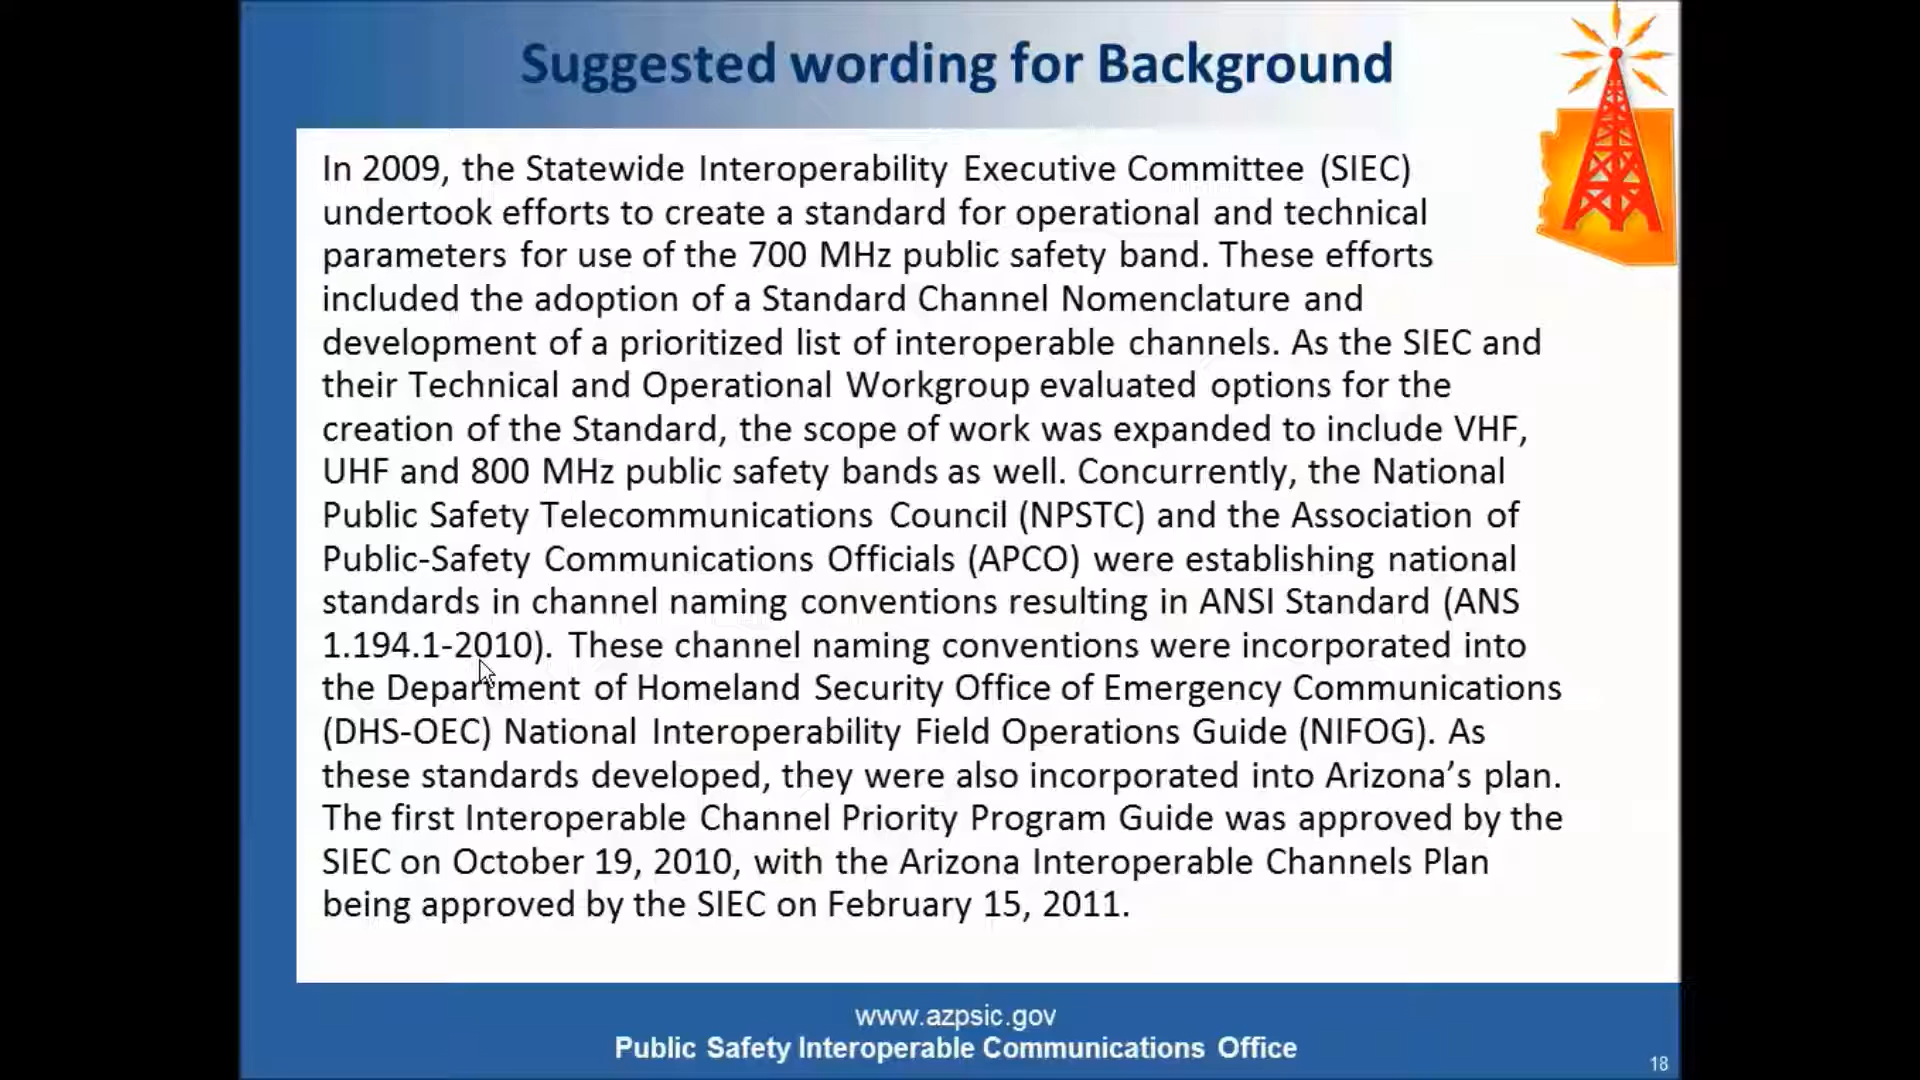 Suggested wording for Background
In 2009, the Statewide Interoperability Executive Committee (SIEC)
undertook efforts to create a standard for operational and technical
parameters for use of the 700 MHz public safety band. These efforts
included the adoption of a Standard Channel Nomenclature and
development of a prioritized list of interoperable channels. As the SIEC and
their Technical and Operational Workgroup evaluated options for the
creation of the Standard, the scope of work was expanded to include VHF,
UHF and 800 MHz public safety bands as well. Concurrently, the National
Public Safety Telecommunications Council (NPSTC) and the Association of
Public-Safety Communications Officials (APCO) were establishing national
standards in channel naming conventions resulting in ANSI Standard (ANS
1.194.1-2010). These channel naming conventions were incorporated into
the Department of Homeland Security Office of Emergency Communications
(DHS-OEC) National Interoperability Field Operations Guide (NIFOG). As
these standards developed, they were also incorporated into Arizona’s plan.
The first Interoperable Channel Priority Program Guide was approved by the
SIEC on October 19, 2010, with the Arizona Interoperable Channels Plan
being approved by the SIEC on February 15, 2011.
www.azpsic.gov
Public Safety Interoperable Communications Office
18